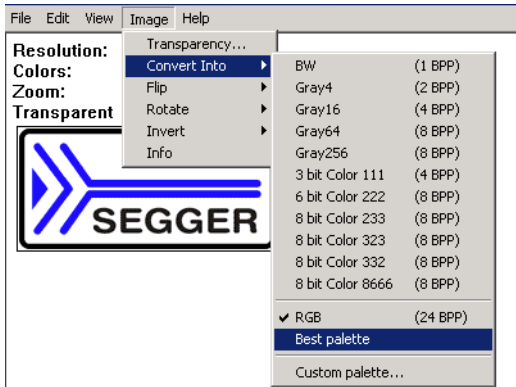 File Edit View Image Help
Resolution:
Colors:
Zoom:
Transparent
SEGGER
Transparency...
Convert Into
Flip
Rotate
Invert
Info
BW (1 BPP)
Gray4 (2 BPP)
Gray16 (4 BPP)
Gray64 (8 BPP)
Gray256 (8 BPP)
3 bit Color 111 (4 BPP)
6 bit Color 222 (8 BPP)
8 bit Color 233 (8 BPP)
8 bit Color 323 (8 BPP)
8 bit Color 332 (8 BPP)
8 bit Color 8666 (8 BPP)
RGB (24 BPP)
Best palette
Custom palette...